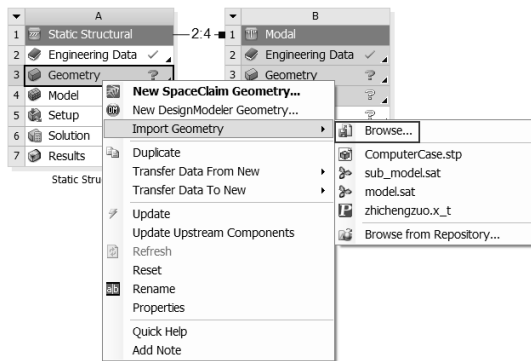 A
1 Static Structural
2 Engineering Data
3 Geometry ?
4 Model
5 Setup
6 Solution
7 Results
Static Stru
2:4
B
1 Modal
2 Engineering Data
3 Geometry ?
?
?
New SpaceClaim Geometry...
New DesignModeler Geometry...
Import Geometry
Duplicate
Transfer Data From New
Transfer Data To New
Update
Update Upstream Components
Refresh
Reset
a|b Rename
Properties
Quick Help
Add Note
Browse...
ComputerCase.stp
sub_model.sat
model.sat
zhichengzuo.x_t
Browse from Repository...